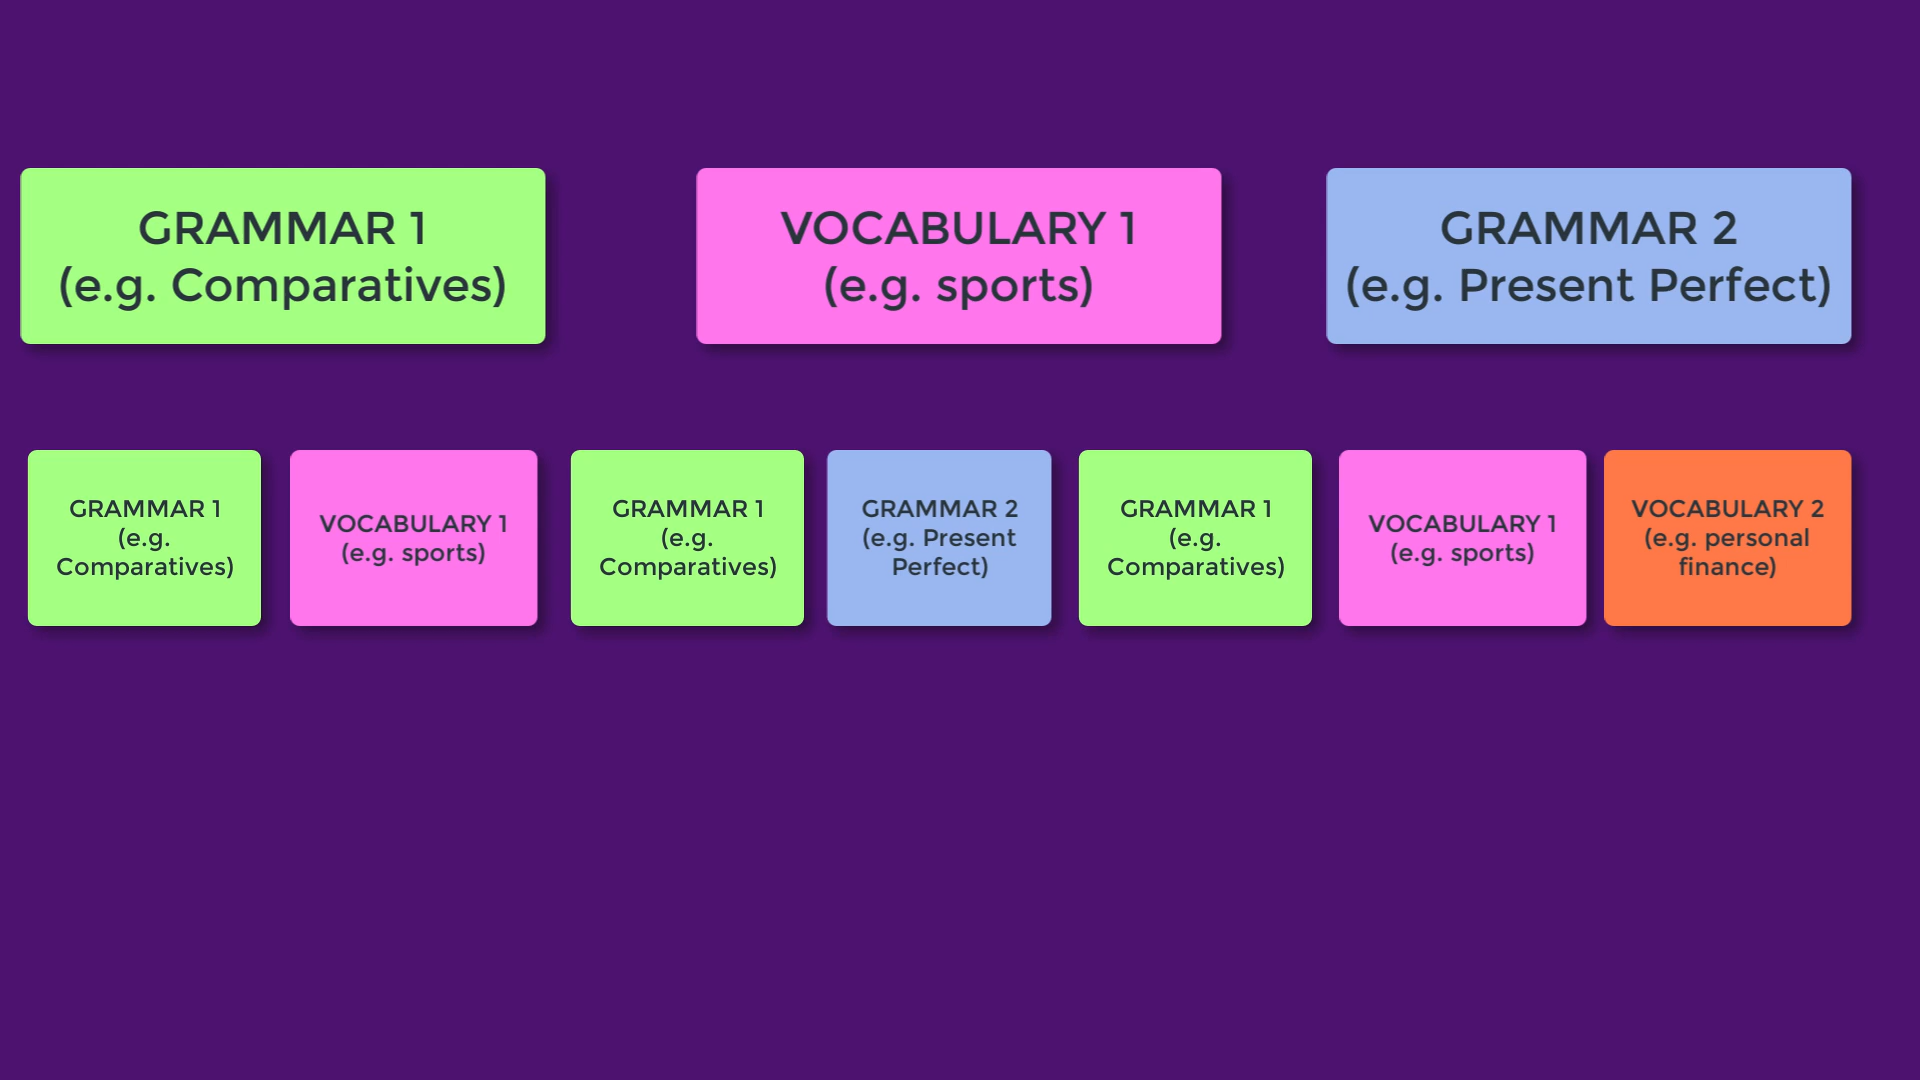 GRAMMAR 1
(e.g. Comparatives)
VOCABULARY 1
(e.g. sports)
GRAMMAR 2
(e.g. Present Perfect)
GRAMMAR 1
(e.g.
Comparatives)
VOCABULARY 1
(e.g. sports)
GRAMMAR 1
(e.g.
Comparatives)
GRAMMAR 2
(e.g. Present
Perfect)
GRAMMAR 1
(e.g.
Comparatives)
VOCABULARY 1
(e.g. sports)
VOCABULARY 2
(e.g. personal
finance)